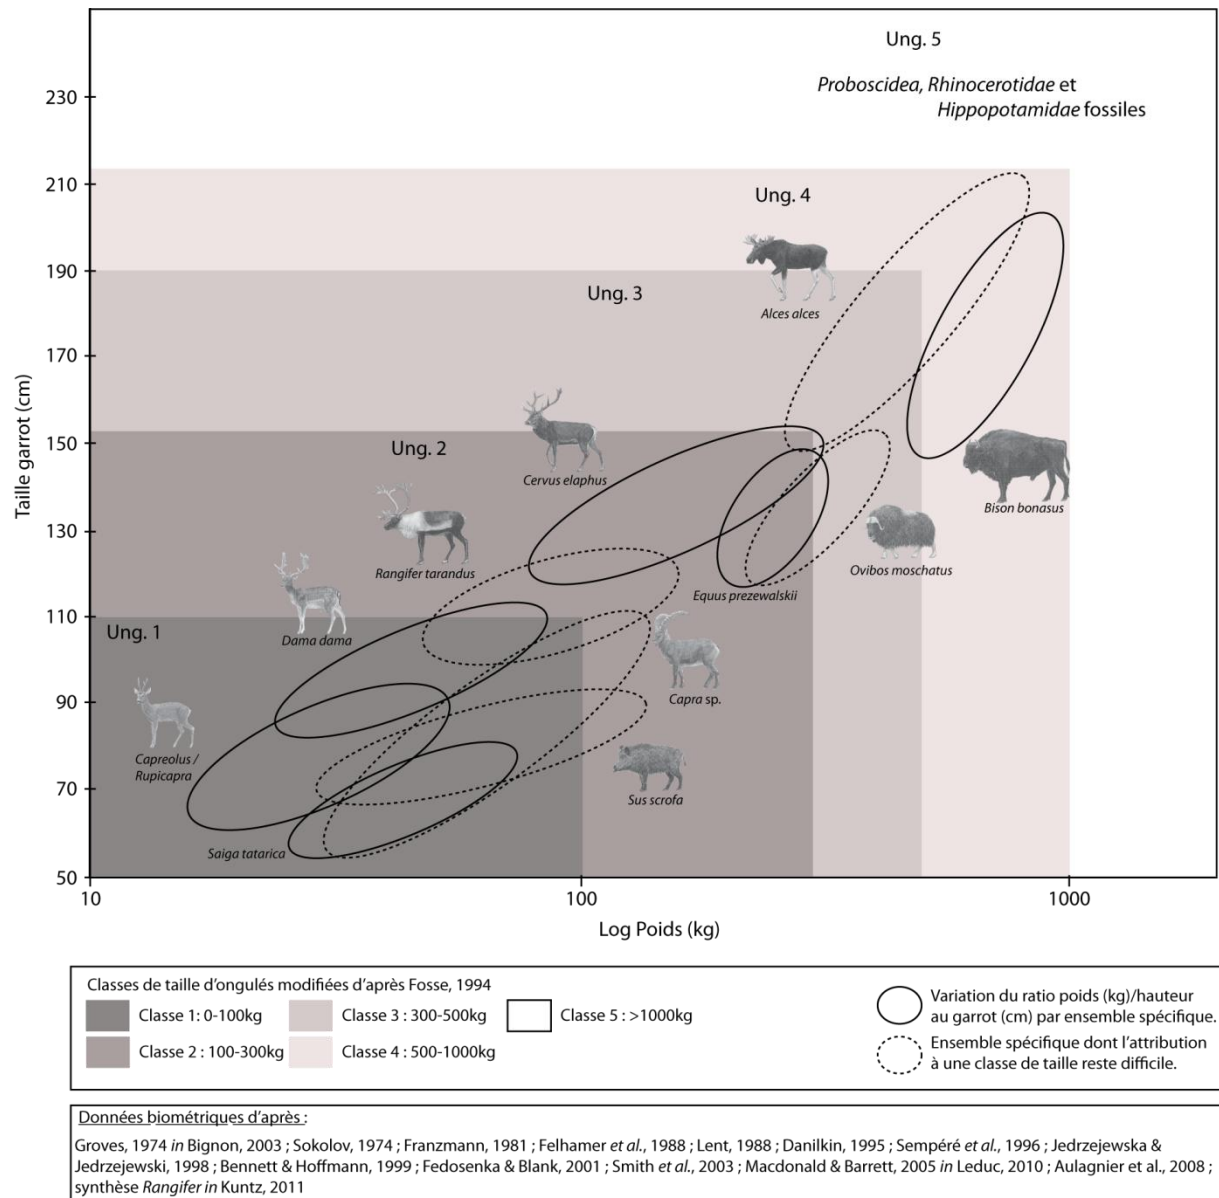 Ung. 5
Proboscidea, Rhinocerotidae et
Hippopotamidae fossiles
230
210
Ung. 4
190
Ung. 3
Alces alces
170
Taille garrot (cm)
150
Ung. 2
Cervus elaphus
Bison bonasus
130
Rangifer tarandus
Ovibos moschatus
Equus prezewalskii
110
Ung. 1
Dama dama
90
Capra sp.
Capreolus /
Rupicapra
70
Sus scrofa
Saiga tatarica
50
10
100
1000
Log Poids (kg)
Classes de taille d'ongulés modifiées d'après Fosse, 1994
Classe 1: 0-100kg
Classe 3 : 300-500kg
Classe 5 : >1000kg
Classe 2 : 100-300kg
Classe 4 : 500-1000kg
Variation du ratio poids (kg)/hauteur
au garrot (cm) par ensemble spécifique.
Ensemble spécifique dont l'attribution
à une classe de taille reste difficile.
Données biométriques d'après :
Groves, 1974 in Bignon, 2003 ; Sokolov, 1974 ; Franzmann, 1981 ; Felhamer et al., 1988 ; Lent, 1988 ; Danilkin, 1995 ; Sempéré et al., 1996 ; Jedrzejewska &
Jedrzejewski, 1998 ; Bennett & Hoffmann, 1999 ; Fedosenka & Blank, 2001 ; Smith et al., 2003 ; Macdonald & Barrett, 2005 in Leduc, 2010 ; Aulagnier et al., 2008 ;
synthèse Rangifer in Kuntz, 2011